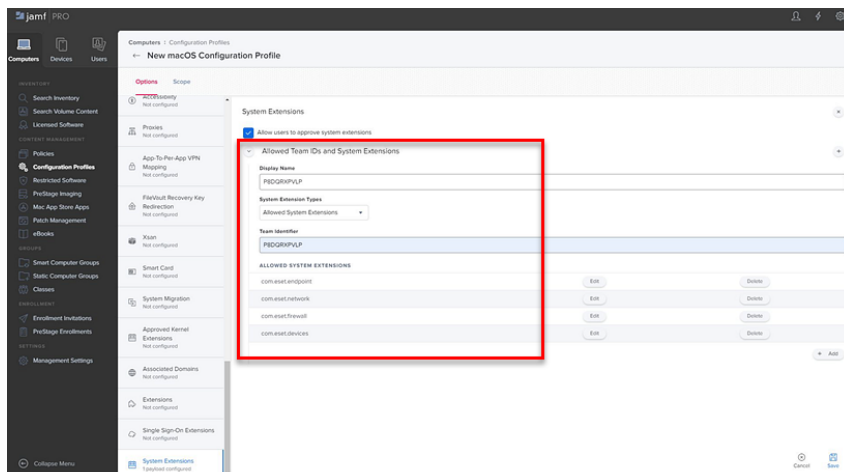 jamf PRO
Computers
Devices
Users
INVENTORY
Search Inventory
Search Volume Content
Licensed Software
CONTENT MANAGEMENT
Policies
Configuration Profiles
Restricted Software
PreStage Imaging
Mac App Store Apps
Patch Management
eBooks
GROUPS
Smart Computer Groups
Static Computer Groups
Classes
ENROLLMENT
Enrollment Invitations
PreStage Enrollments
SETTINGS
Management Settings
Collapse Menu
Computers : Configuration Profiles
← New macOS Configuration Profile
Options Scope
Accessibility
Not configured
Proxies
Not configured
App-To-Per-App VPN
Mapping
Not configured
FileVault Recovery Key
Redirection
Not configured
Xsan
Not configured
Smart Card
Not configured
System Migration
Not configured
Approved Kernel
Extensions
Not configured
Associated Domains
Not configured
Extensions
Not configured
Single Sign-On Extensions
Not configured
System Extensions
1 payload configured
System Extensions
Allow users to approve system extensions
Allowed Team IDs and System Extensions
Display Name
P8DQRXPVLP
System Extension Types
Allowed System Extensions
Team Identifier
P8DQRXPVLP
ALLOWED SYSTEM EXTENSIONS
com.eset.endpoint Edit Delete
com.eset.network Edit Delete
com.eset.firewall Edit Delete
com.eset.devices Edit Delete
+ Add
Cancel Save